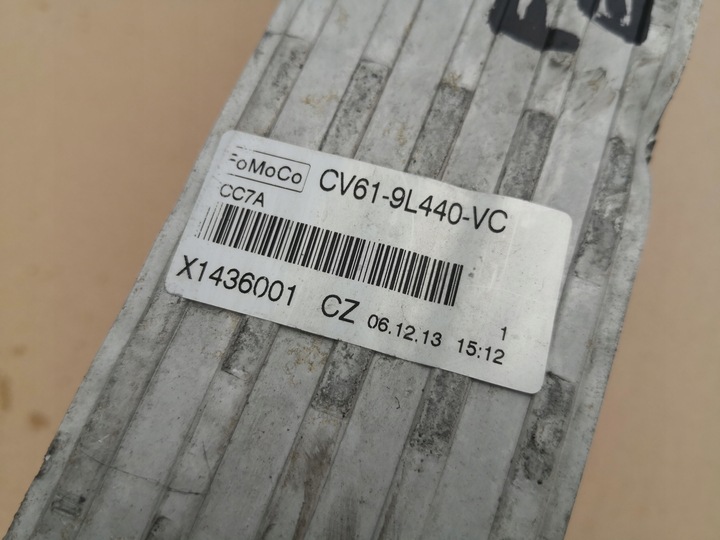 FoMoCo CV61-9L440-VC
CC7A
X1436001 CZ 06.12.13 15:12 1